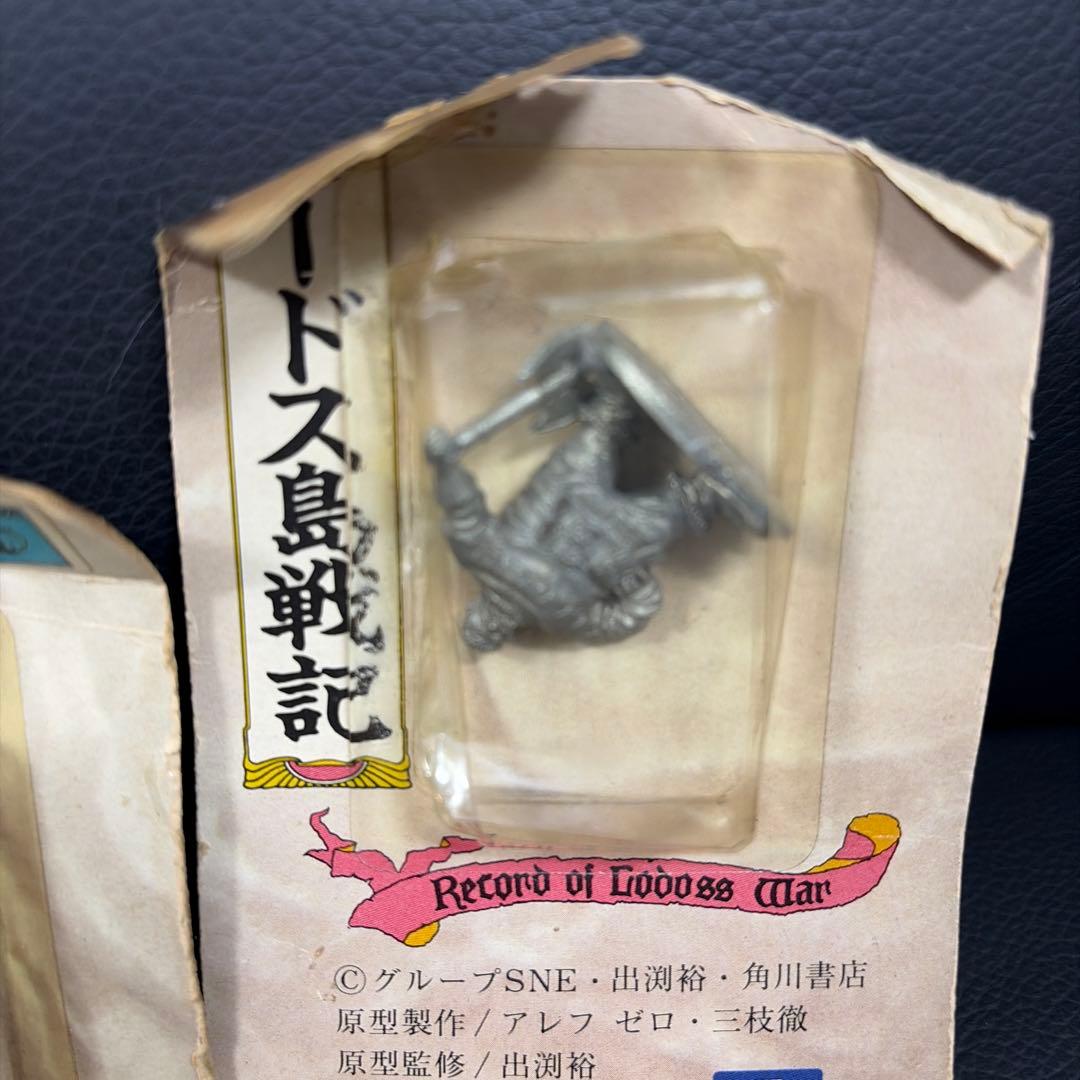 ードス島戦記
Record of Lodoss War
©グループSNE・出渕裕・角川書店
原型製作/アレフ ゼロ・三枝徹
原型監修/出渕裕